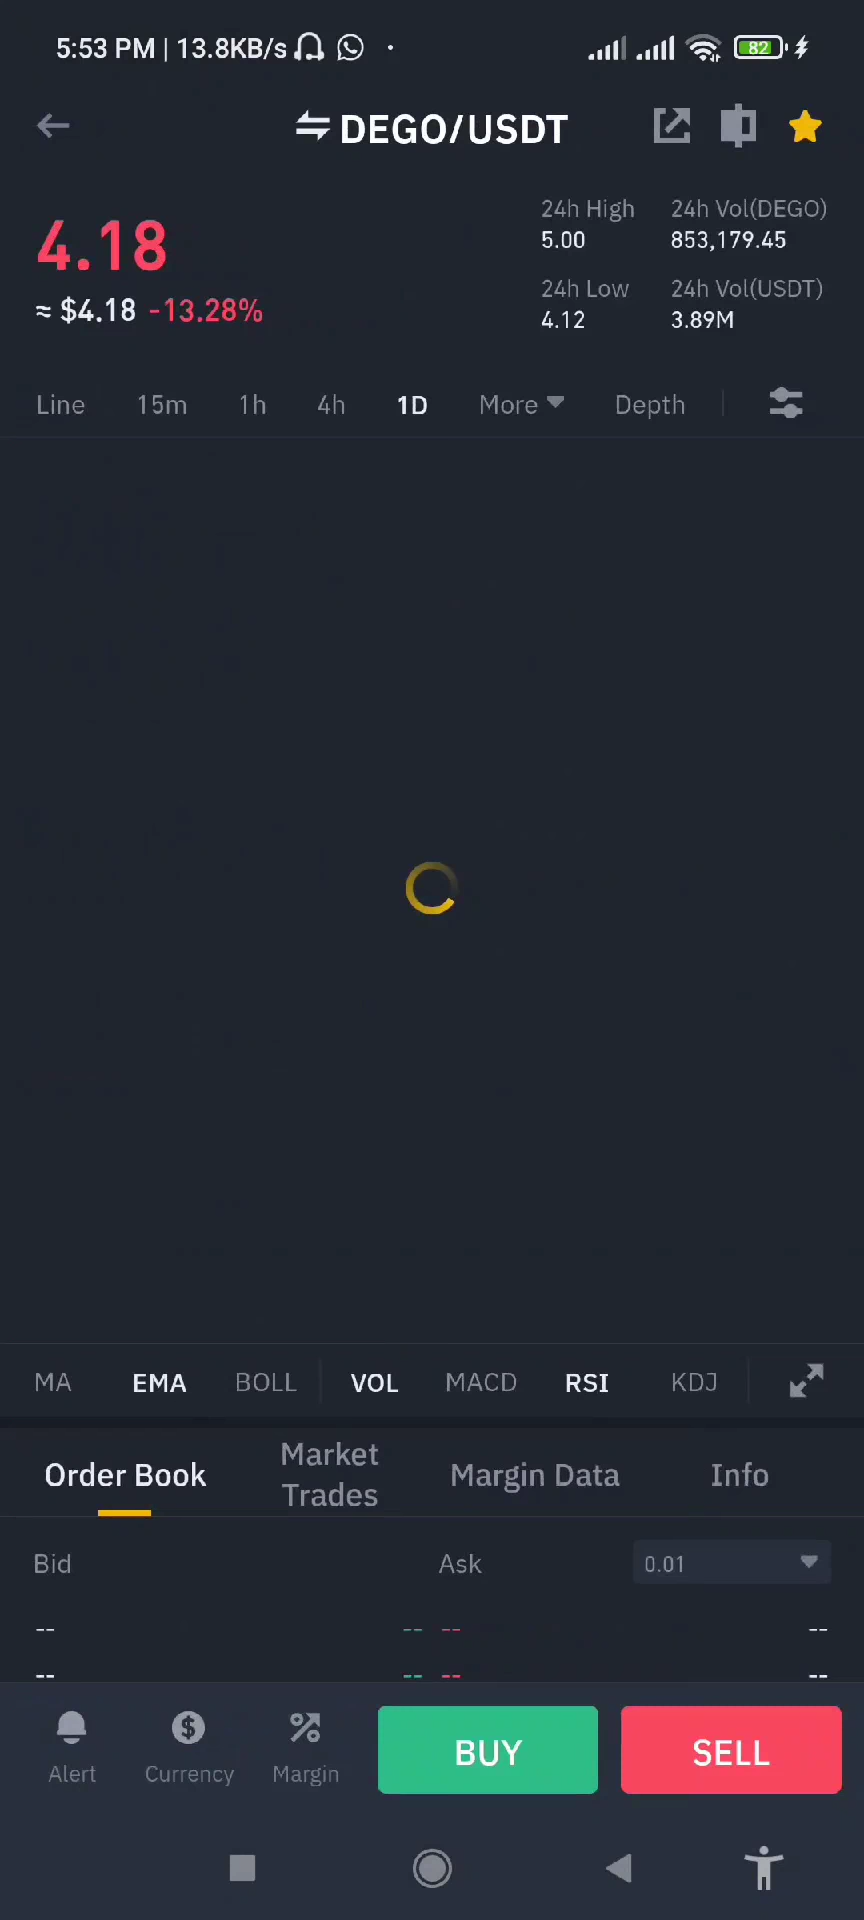 5:53 PM | 13.8KB/s
82
DEGO/USDT
4.18
≈ $4.18 -13.28%
24h High
5.00
24h Vol(DEGO)
853,179.45
24h Low
4.12
24h Vol(USDT)
3.89M
Line 15m 1h 4h 1D More Depth
MA EMA BOLL VOL MACD RSI KDJ
Order Book Market Trades Margin Data Info
Bid Ask 0.01
-- -- -- --
-- -- -- --
Alert Currency Margin BUY SELL